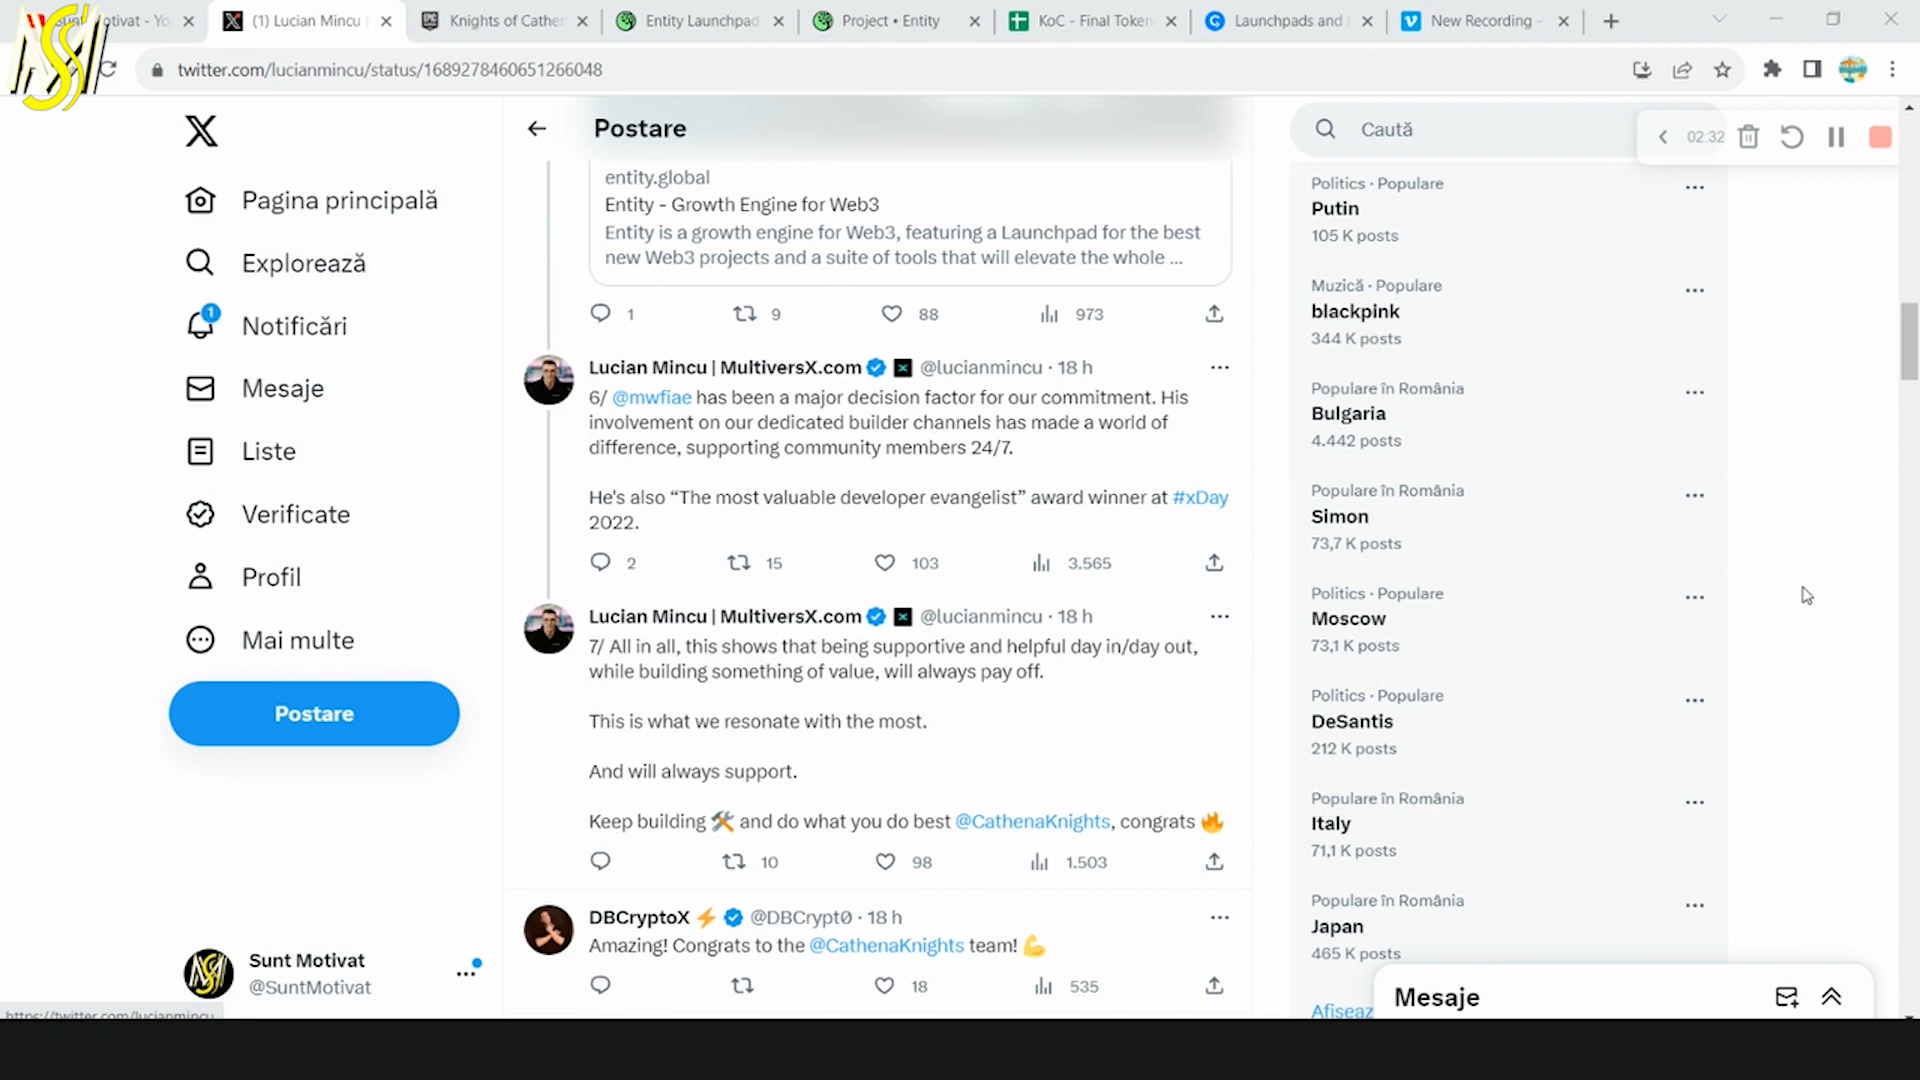 otivat - Yo
(1) Lucian Mincu |
Knights of Cather
Entity Launchpad
Project • Entity
KoC - Final Token
Launchpads and
New Recording -
twitter.com/lucianmincu/status/1689278460651266048
Pagina principală
Explorează
1
Notificări
Mesaje
Liste
Verificate
Profil
Mai multe
Postare
Sunt Motivat
@SuntMotivat
https://twitter.com/lucianmincu
Postare
entity.global
Entity - Growth Engine for Web3
Entity is a growth engine for Web3, featuring a Launchpad for the best
new Web3 projects and a suite of tools that will elevate the whole ...
1 9 88 973
Lucian Mincu | MultiversX.com @lucianmincu · 18 h
6/ @mwfiae has been a major decision factor for our commitment. His
involvement on our dedicated builder channels has made a world of
difference, supporting community members 24/7.
He's also “The most valuable developer evangelist” award winner at #xDay
2022.
2 15 103 3.565
Lucian Mincu | MultiversX.com @lucianmincu · 18 h
7/ All in all, this shows that being supportive and helpful day in/day out,
while building something of value, will always pay off.
This is what we resonate with the most.
And will always support.
Keep building 🛠 and do what you do best @CathenaKnights, congrats 🔥
10 98 1.503
DBCryptoX ⚡ @DBCrypt0 · 18 h
Amazing! Congrats to the @CathenaKnights team! 💪
18 535
Caută
02:32
Politics · Populare
Putin
105 K posts
Muzică · Populare
blackpink
344 K posts
Populare în România
Bulgaria
4.442 posts
Populare în România
Simon
73,7 K posts
Politics · Populare
Moscow
73,1 K posts
Politics · Populare
DeSantis
212 K posts
Populare în România
Italy
71,1 K posts
Populare în România
Japan
465 K posts
Afișeaz
Mesaje